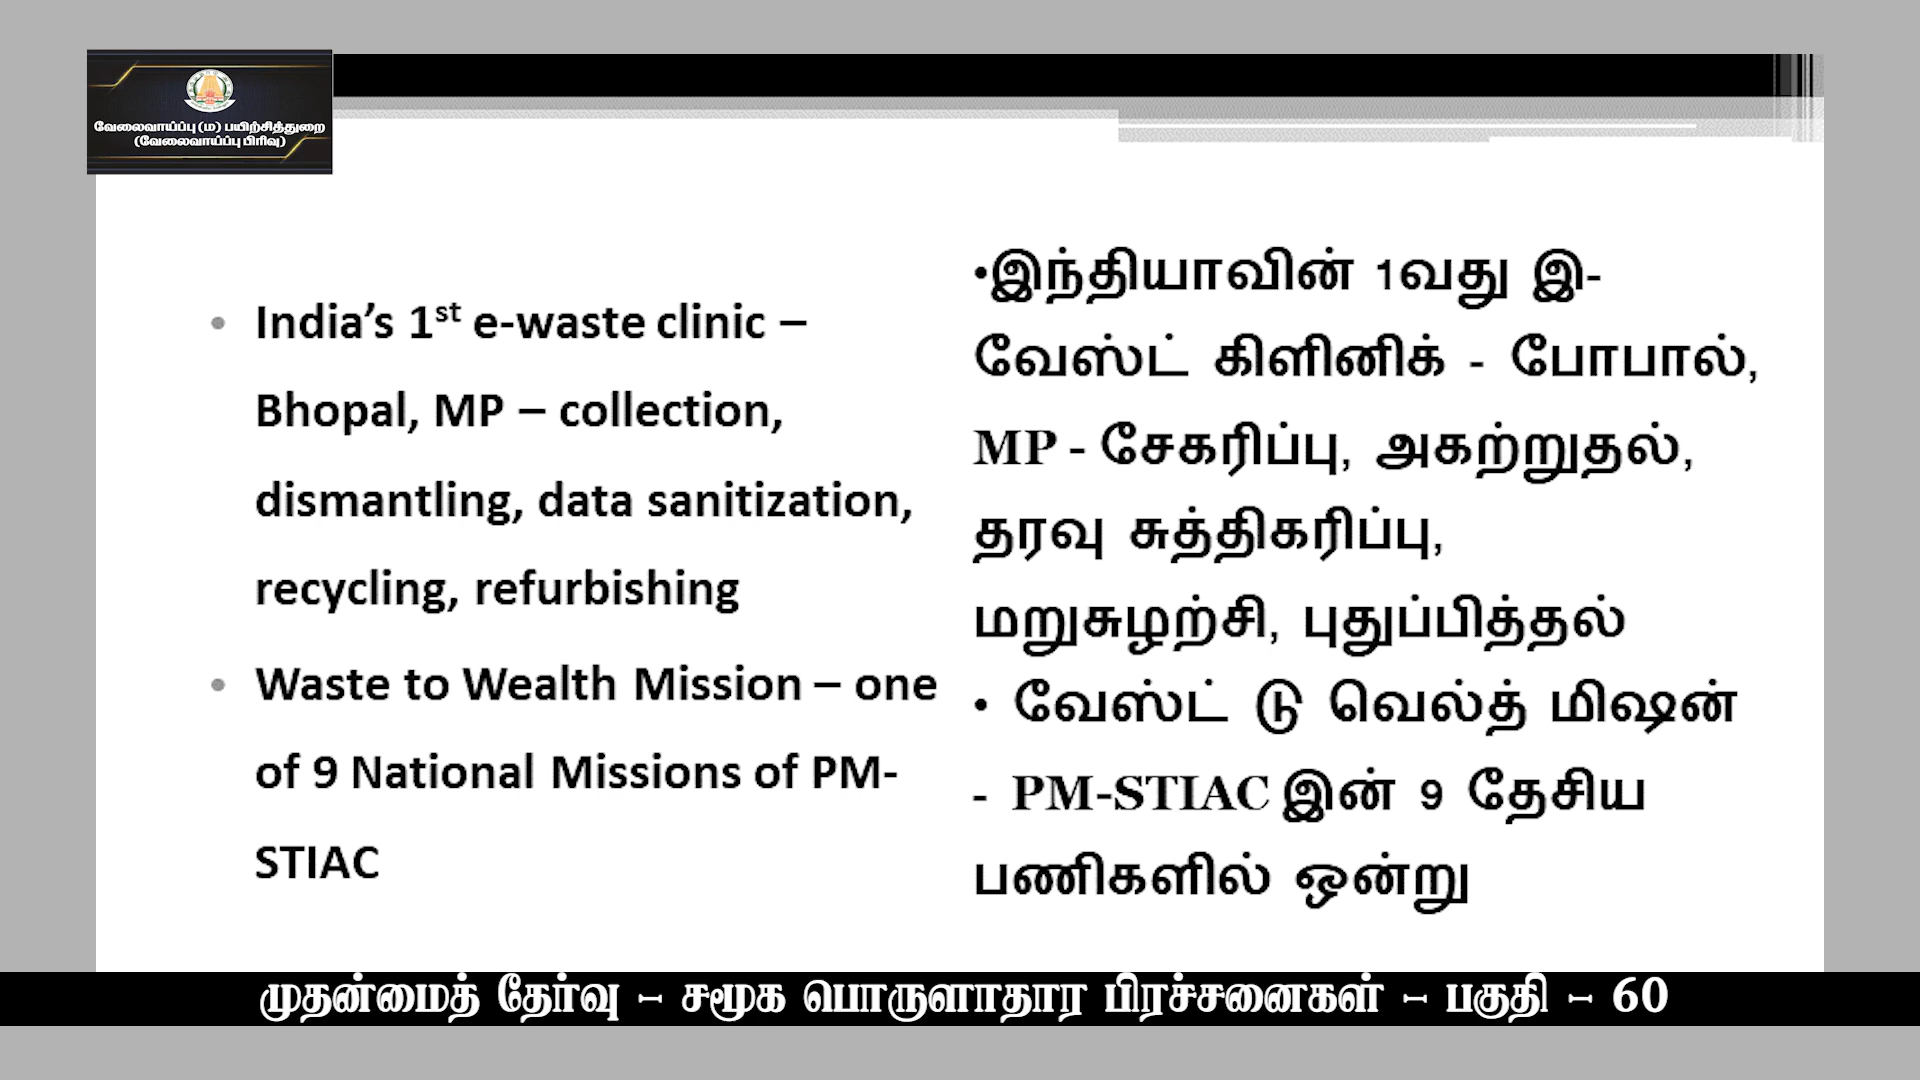 வேலைவாய்ப்பு (ம) பயிற்சித்துறை
(வேலைவாய்ப்பு பிரிவு)
• India’s 1st e-waste clinic –
Bhopal, MP – collection,
dismantling, data sanitization,
recycling, refurbishing
• Waste to Wealth Mission – one
of 9 National Missions of PM-
STIAC
•இந்தியாவின் 1வது இ-
வேஸ்ட் கிளினிக் - போபால்,
MP - சேகரிப்பு, அகற்றுதல்,
தரவு சுத்திகரிப்பு,
மறுசுழற்சி, புதுப்பித்தல்
• வேஸ்ட் டு வெல்த் மிஷன்
- PM-STIAC இன் 9 தேசிய
பணிகளில் ஒன்று
முதன்மைத் தேர்வு – சமூக பொருளாதார பிரச்சனைகள் – பகுதி – 60